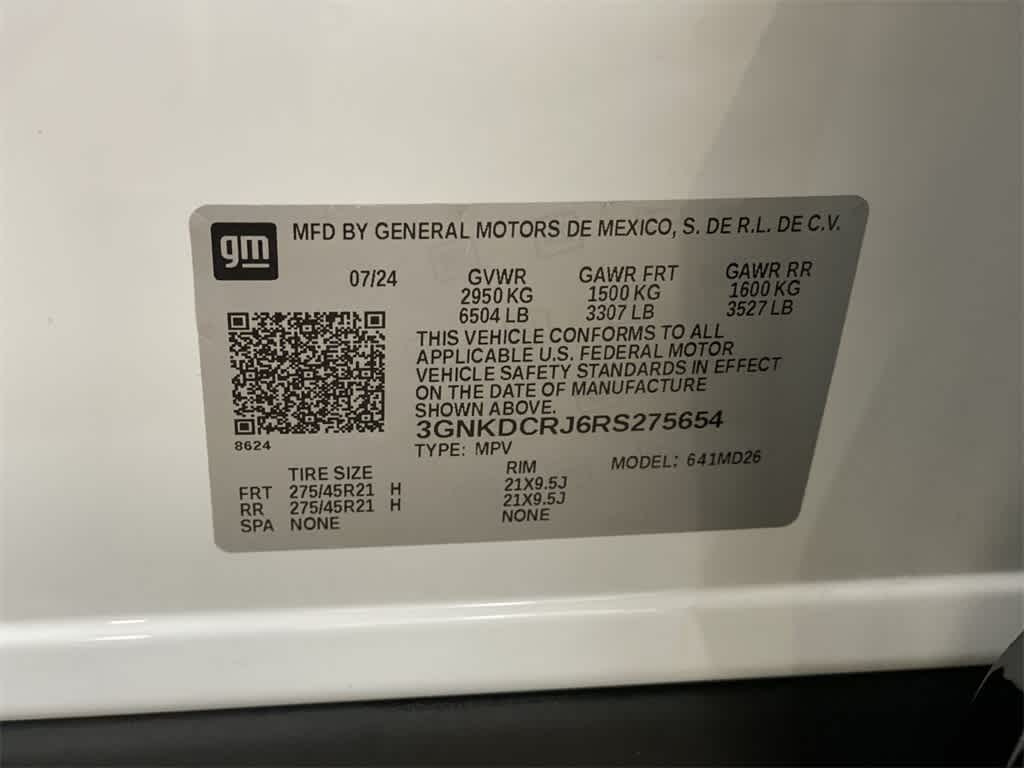 gm
MFD BY GENERAL MOTORS DE MEXICO, S. DE R.L. DE C.V.
07/24 GVWR GAWR FRT GAWR RR
2950 KG 1500 KG 1600 KG
6504 LB 3307 LB 3527 LB
THIS VEHICLE CONFORMS TO ALL
APPLICABLE U.S. FEDERAL MOTOR
VEHICLE SAFETY STANDARDS IN EFFECT
ON THE DATE OF MANUFACTURE
SHOWN ABOVE.
3GNKDCRJ6RS275654
8624
TYPE: MPV MODEL: 641MD26
TIRE SIZE RIM
FRT 275/45R21 H 21X9.5J
RR 275/45R21 H 21X9.5J
SPA NONE NONE